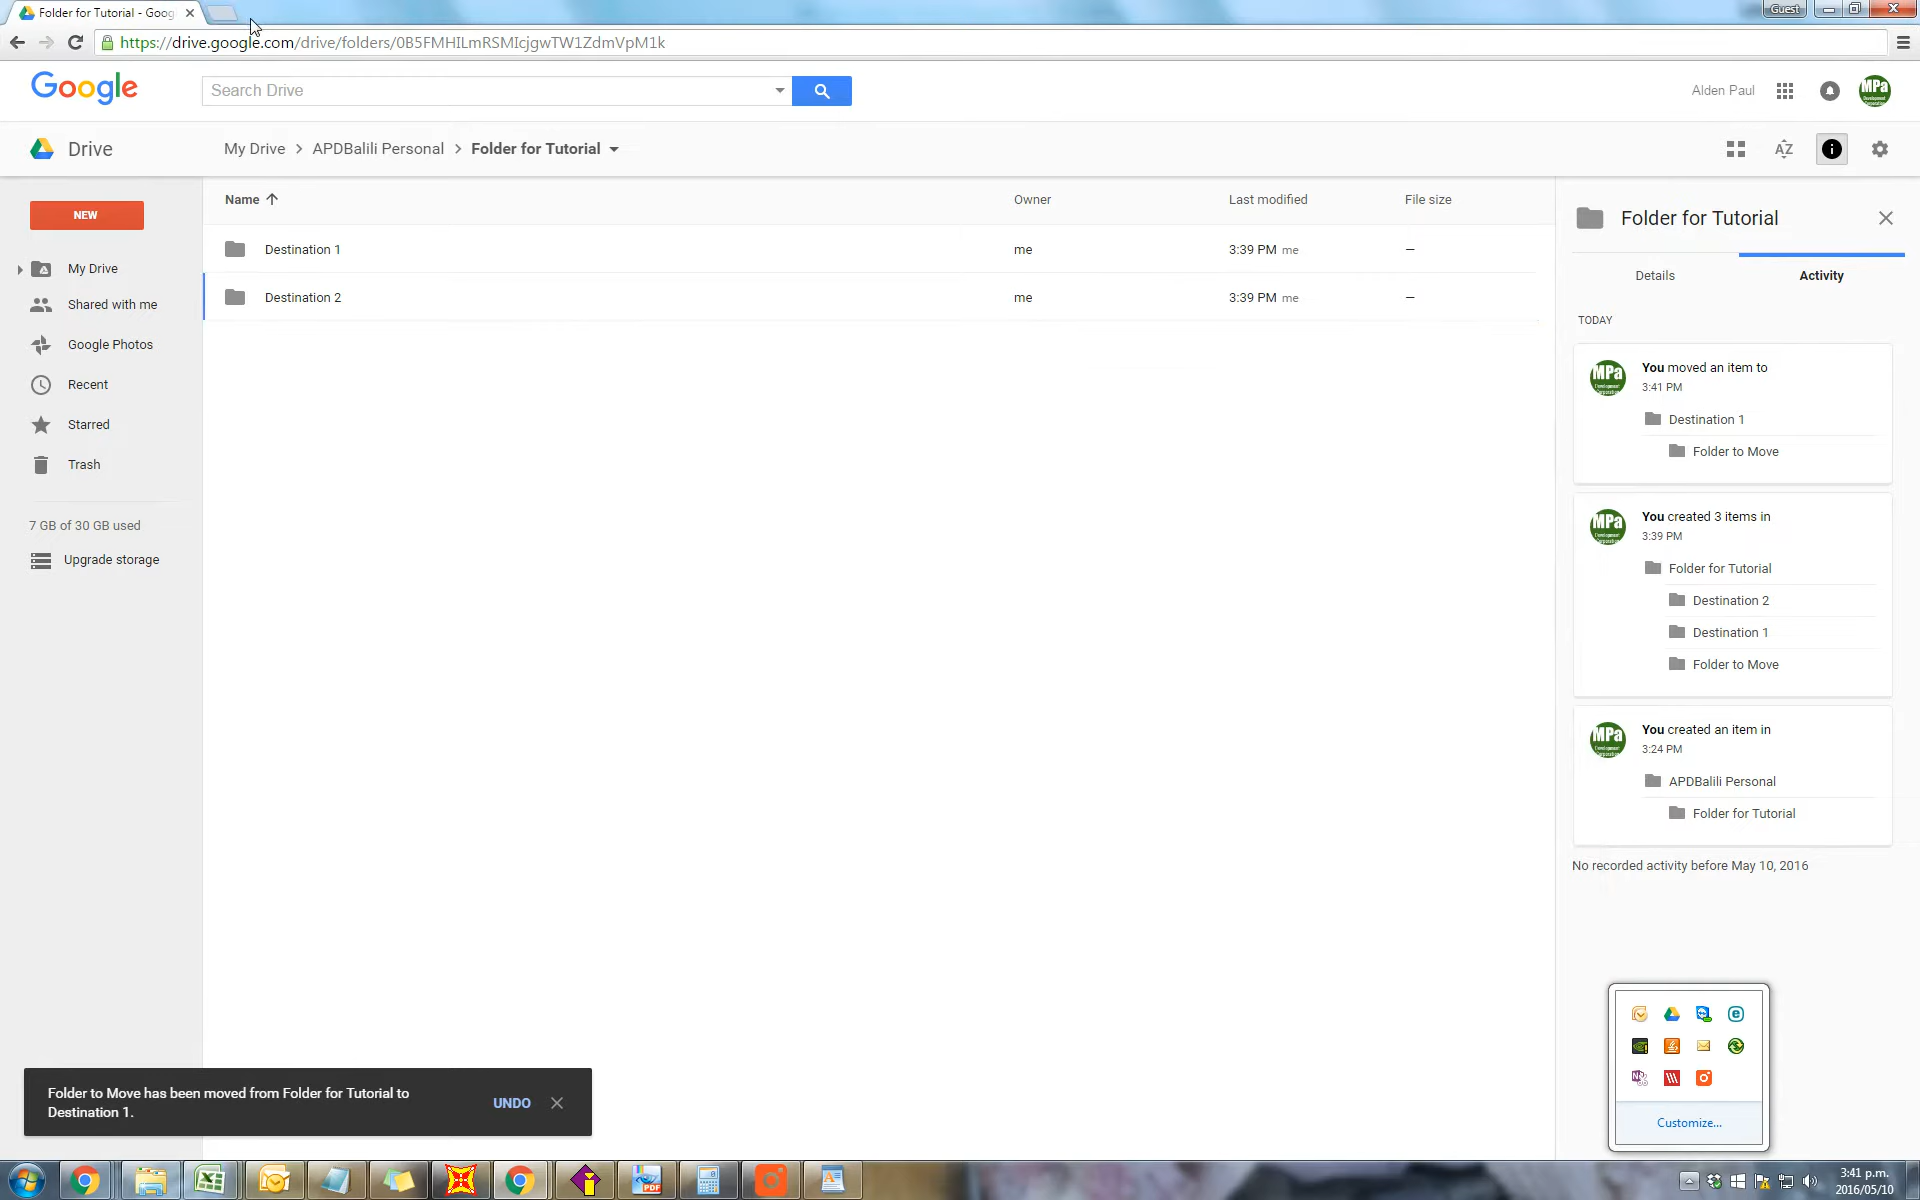 Folder for Tutorial - Goog
Guest
https://drive.google.com/drive/folders/0B5FMHILmRSMIcjgwTW1ZdmVpM1k
Google
Search Drive
Alden Paul
MPa
Drive
My Drive > APDBalili Personal > Folder for Tutorial
AZ
NEW
My Drive
Shared with me
Google Photos
Recent
Starred
Trash
7 GB of 30 GB used
Upgrade storage
Name Owner Last modified File size
Destination 1 me 3:39 PM me —
Destination 2 me 3:39 PM me —
Folder for Tutorial
Details Activity
TODAY
MPa
You moved an item to
3:41 PM
Destination 1
Folder to Move
MPa
You created 3 items in
3:39 PM
Folder for Tutorial
Destination 2
Destination 1
Folder to Move
MPa
You created an item in
3:24 PM
APDBalili Personal
Folder for Tutorial
No recorded activity before May 10, 2016
Customize...
Folder to Move has been moved from Folder for Tutorial to
Destination 1.
UNDO
PDF
3:41 p.m.
2016/05/10